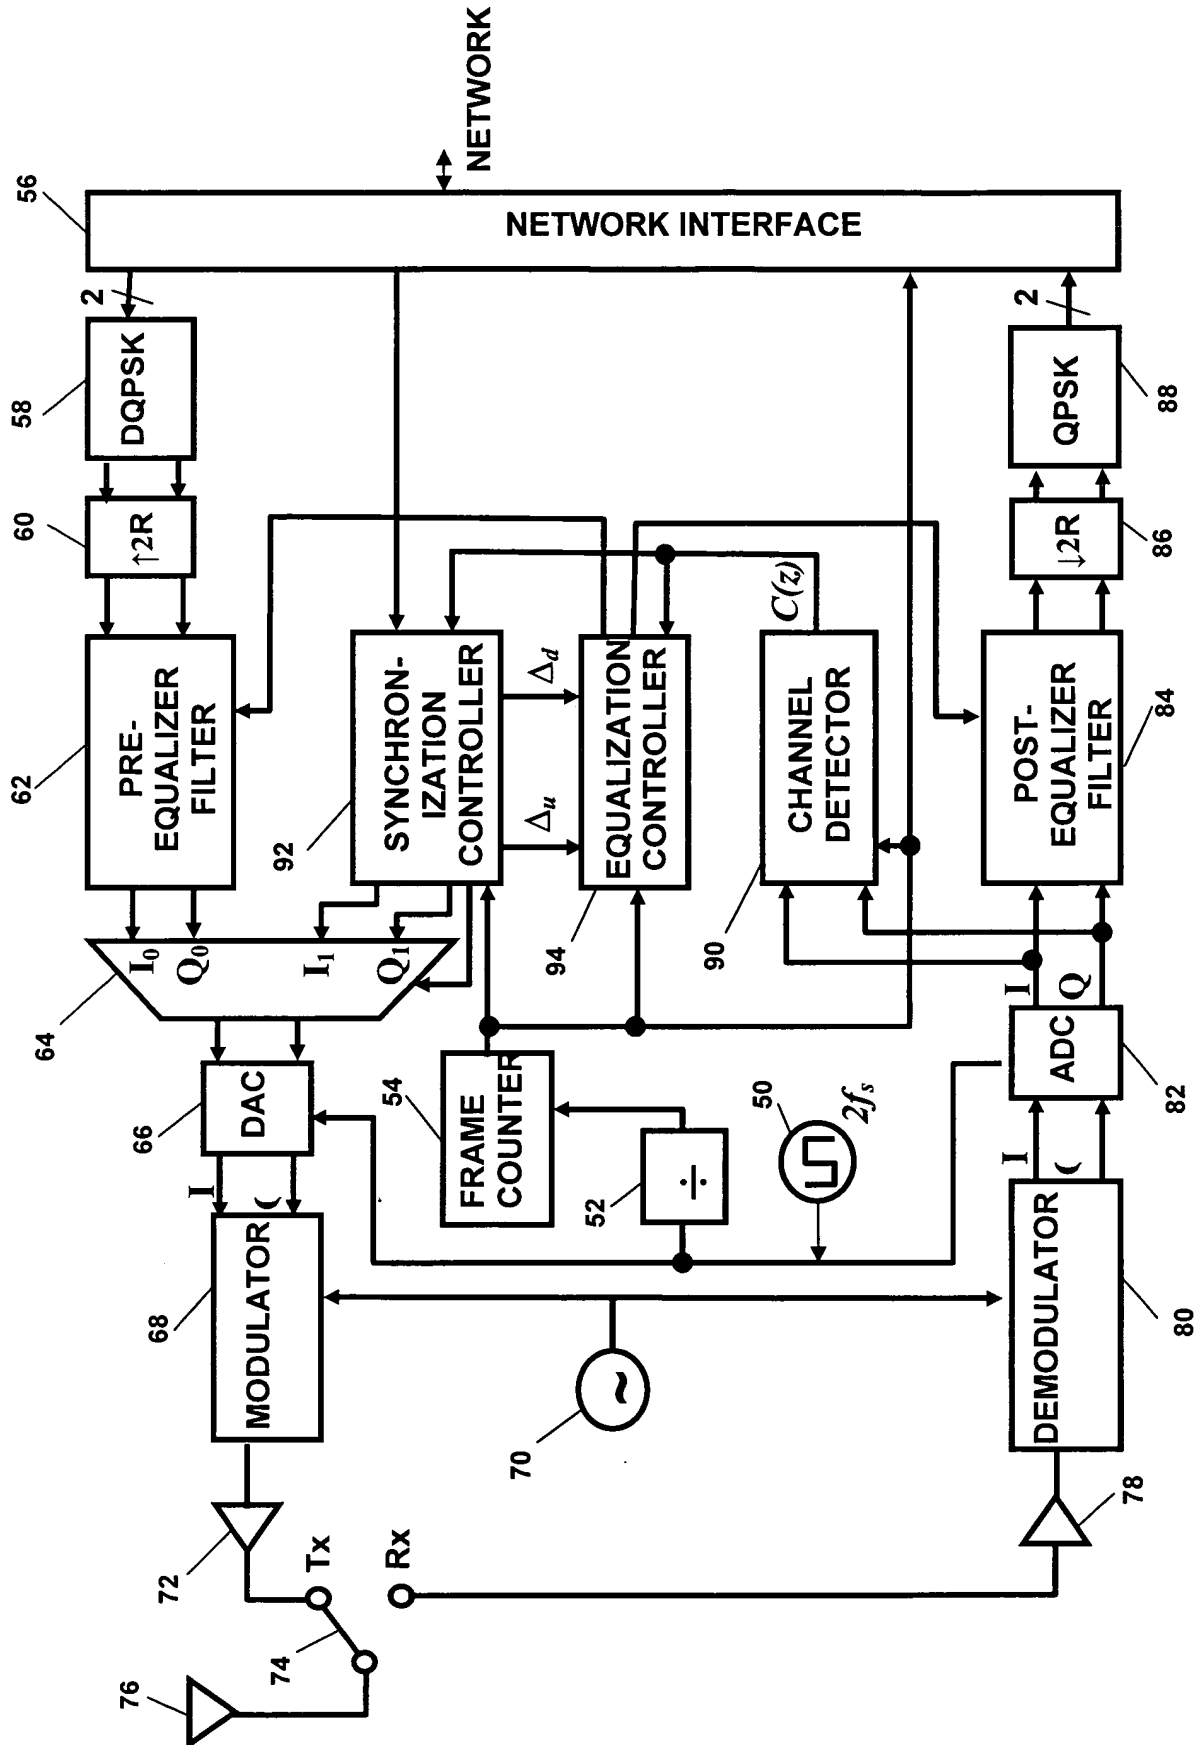 76
74
Tx
Rx
72
MODULATOR
68
I
(
DAC
66
64
I0
Q0
I1
Q1
PRE-
EQUALIZER
FILTER
62
↑2R
60
DQPSK
58
2
56
NETWORK INTERFACE
NETWORK
SYNCHRON-
IZATION
CONTROLLER
92
Δu
Δd
EQUALIZATION
CONTROLLER
94
CHANNEL
DETECTOR
90
C(z)
FRAME
COUNTER
54
÷
52
50
2fs
~
70
78
DEMODULATOR
80
I
(
ADC
82
I
Q
POST-
EQUALIZER
FILTER
84
↓2R
86
QPSK
88
2